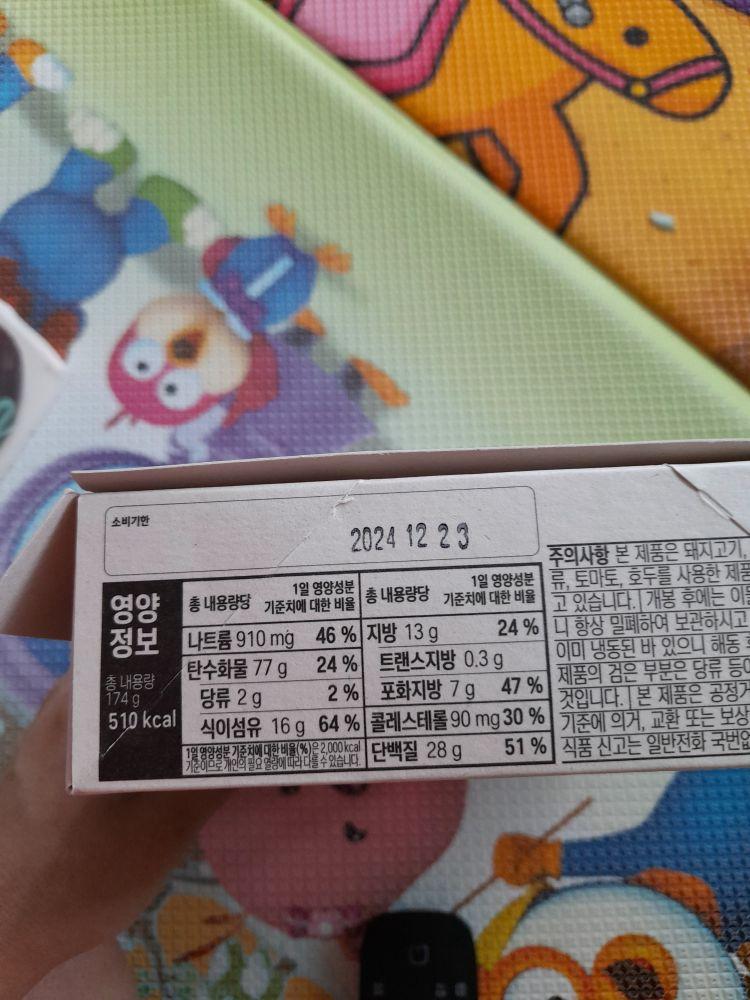 소비기한
2024 12 23
영양
정보
총 내용량
174 g
510 kcal
총 내용량당 1일 영양성분
기준치에 대한 비율
나트륨 910 mg 46 %
탄수화물 77 g 24 %
당류 2 g 2 %
식이섬유 16 g 64 %
1일 영양성분 기준치에 대한 비율(%)은 2,000 kcal
기준이므로 개인의 필요 열량에 따라 다를 수 있습니다.
총 내용량당 1일 영양성분
기준치에 대한 비율
지방 13 g 24 %
트랜스지방 0.3 g
포화지방 7 g 47 %
콜레스테롤 90 mg 30 %
단백질 28 g 51 %
주의사항 본 제품은 돼지고기,
류, 토마토, 호두를 사용한 제품
고 있습니다. | 개봉 후에는
니 항상 밀폐하여 보관하시고
이미 냉동된 바 있으니 해동
제품의 검은 부분은 당류 등
것입니다. | 본 제품은 공정
기준에 의거, 교환 또는 보상
식품 신고는 일반전화 국번없